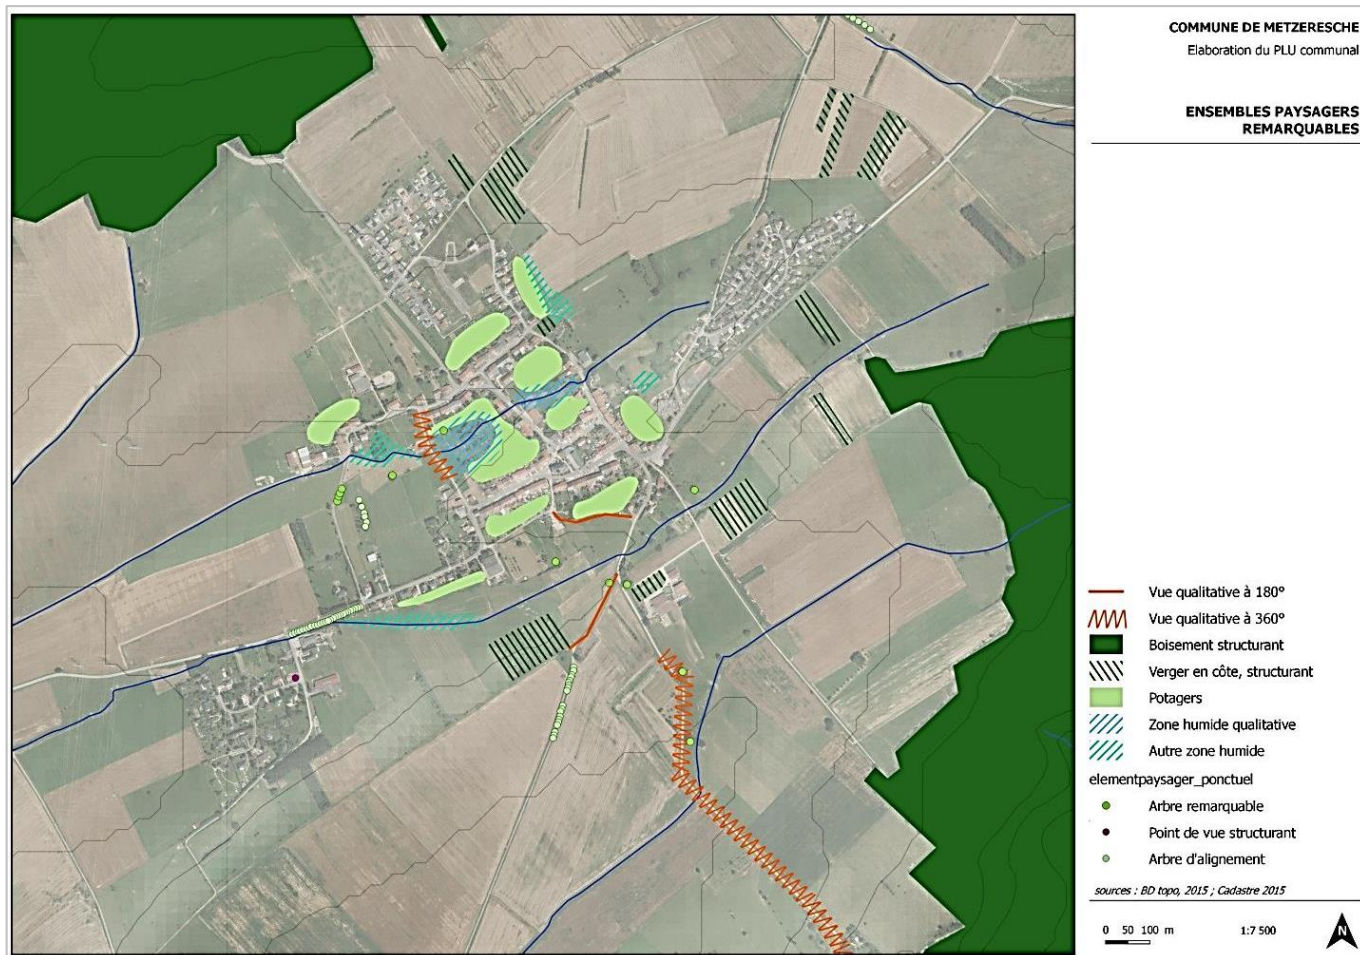 COMMUNE DE METZERESCHE
Elaboration du PLU communal
ENSEMBLES PAYSAGERS
REMARQUABLES
Vue qualitative à 180°
Vue qualitative à 360°
Boisement structurant
Verger en côte, structurant
Potagers
Zone humide qualitative
Autre zone humide
elementpaysager_ponctuel
Arbre remarquable
Point de vue structurant
Arbre d'alignement
sources : BD topo, 2015 ; Cadastre 2015
0 50 100 m
1:7 500
N